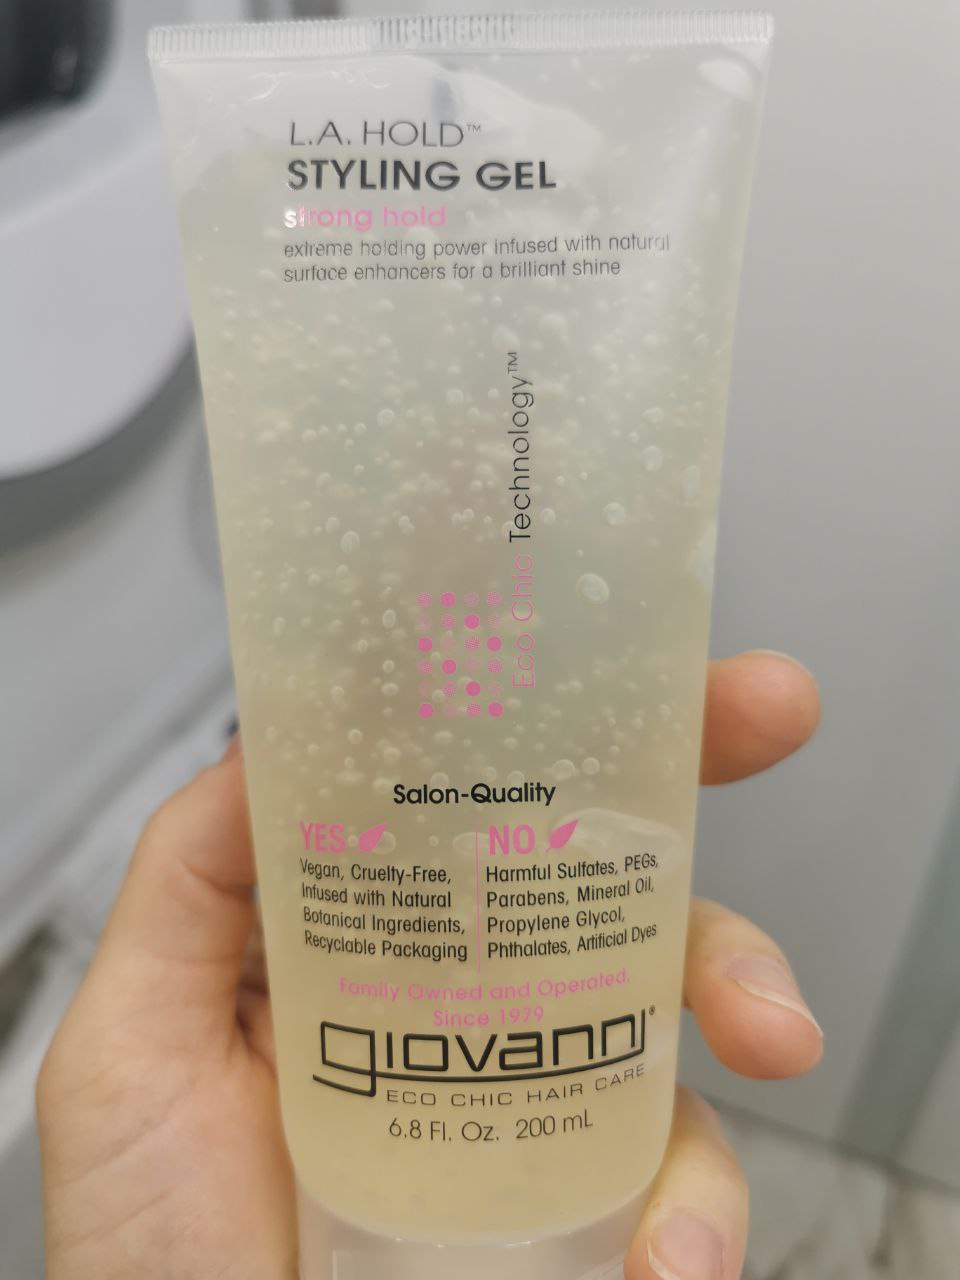 L.A. HOLD™
STYLING GEL
strong hold
extreme holding power infused with natural
surface enhancers for a brilliant shine
Eco Chic Technology™
Salon-Quality
YES
Vegan, Cruelty-Free,
Infused with Natural
Botanical Ingredients,
Recyclable Packaging
NO
Harmful Sulfates, PEGs,
Parabens, Mineral Oil,
Propylene Glycol,
Phthalates, Artificial Dyes
Family Owned and Operated.
Since 1979
giovanni®
ECO CHIC HAIR CARE
6.8 Fl. Oz. 200 mL